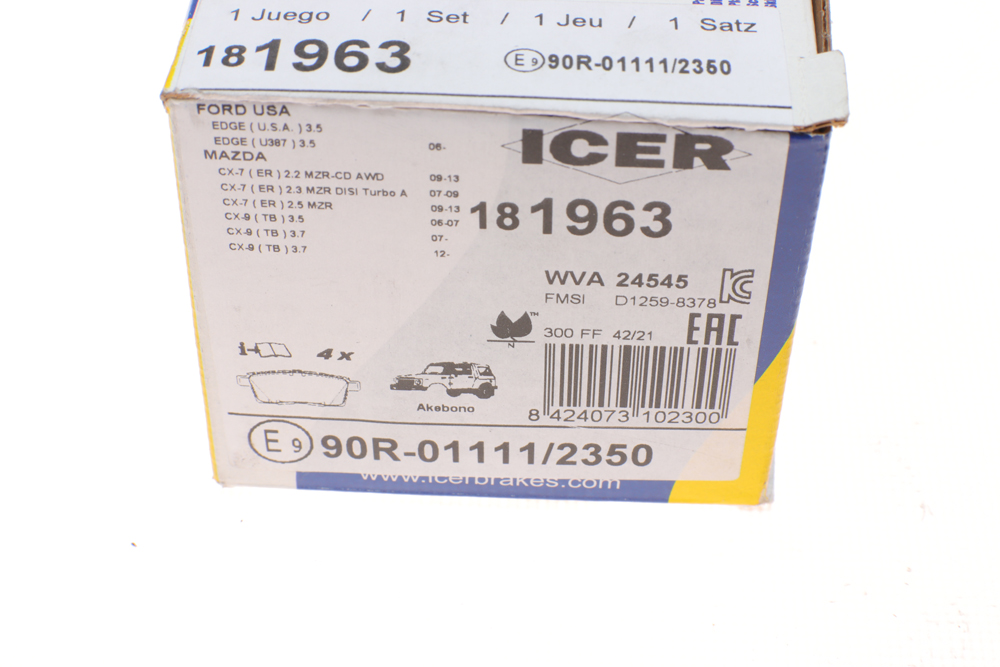 1 Juego / 1 Set / 1 Jeu / 1 Satz
181963 E9 90R-01111/2350
FORD USA
EDGE ( U.S.A. ) 3.5
EDGE ( U387 ) 3.5 06-
MAZDA
CX-7 ( ER ) 2.2 MZR-CD AWD 09-13
CX-7 ( ER ) 2.3 MZR DISI Turbo A 07-09
CX-7 ( ER ) 2.5 MZR 09-13
CX-9 ( TB ) 3.5 06-07
CX-9 ( TB ) 3.7 07-
CX-9 ( TB ) 3.7 12-
ICER
181963
WVA 24545
FMSI D1259-8378
TM
N
300 FF 42/21
EAC
4 x
Akebono
8 424073 102300
E9 90R-01111/2350
www.icerbrakes.com